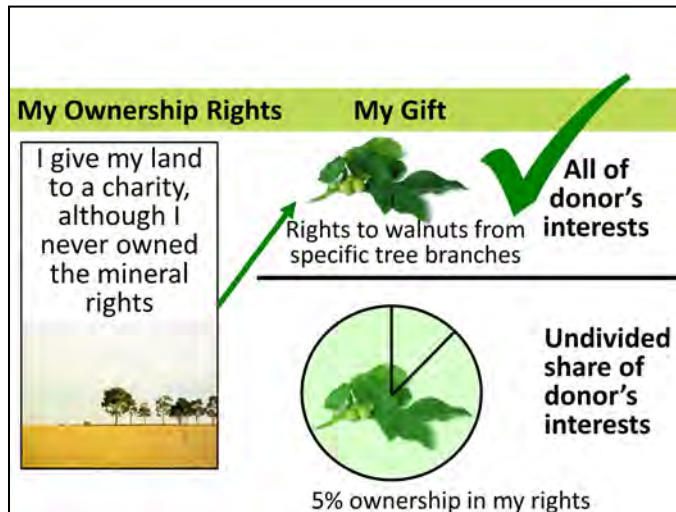 My Ownership Rights
My Gift
I give my land
to a charity,
although I
never owned
the mineral
rights
Rights to walnuts from
specific tree branches
All of
donor's
interests
Undivided
share of
donor's
interests
5% ownership in my rights